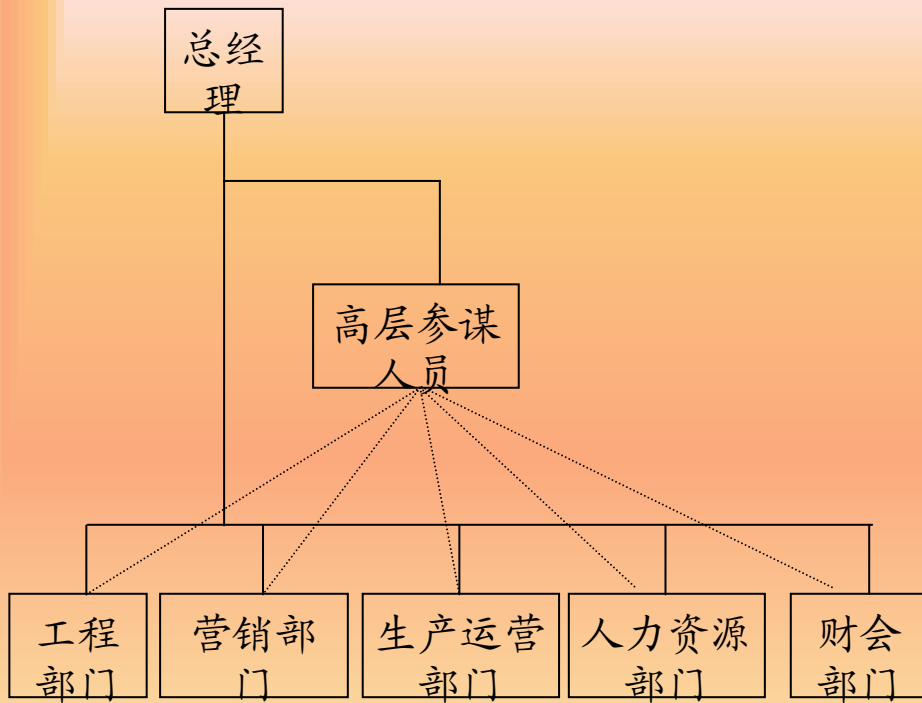 总经
理
高层参谋
人员
工程
部门
营销部
门
生产运营
部门
人力资源
部门
财会
部门